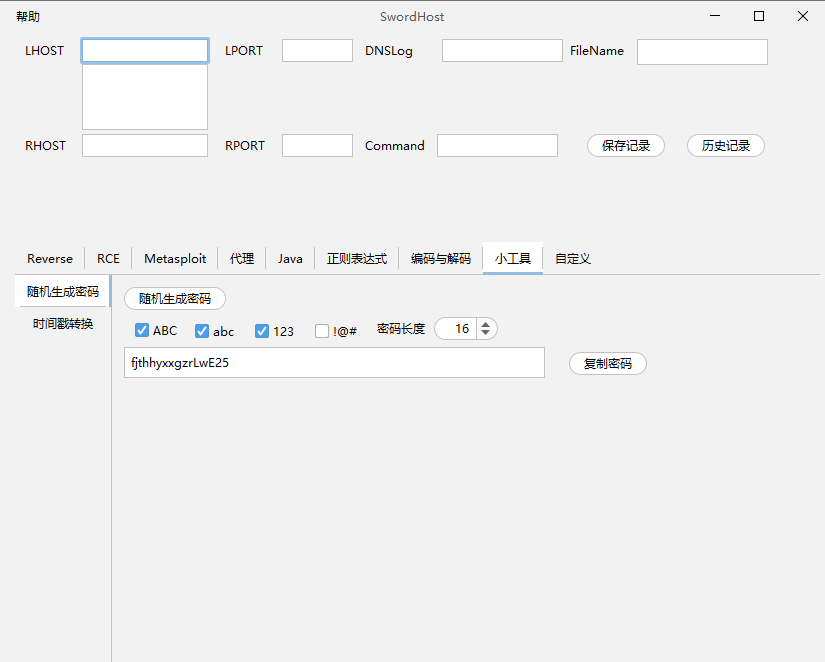 帮助 SwordHost
LHOST LPORT DNSLog FileName
RHOST RPORT Command 保存记录 历史记录
Reverse RCE Metasploit 代理 Java 正则表达式 编码与解码 小工具 自定义
随机生成密码 随机生成密码
时间戳转换 ABC abc 123 !@# 密码长度 16
fjthhyxxgzrLwE25 复制密码